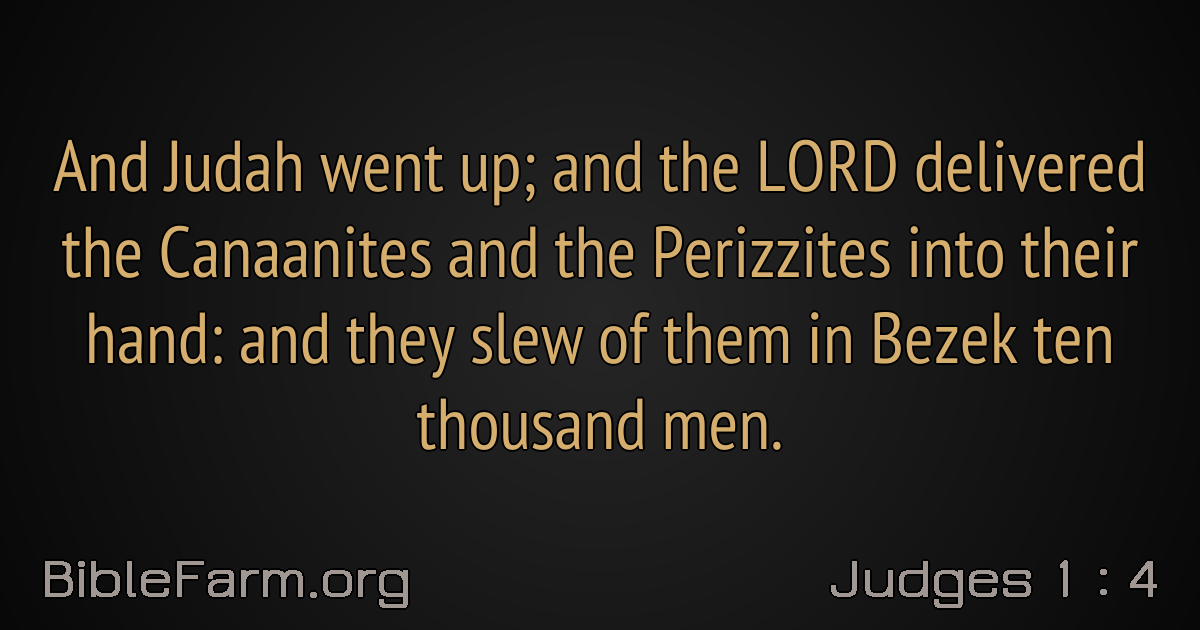 And Judah went up; and the LORD delivered
the Canaanites and the Perizzites into their
hand: and they slew of them in Bezek ten
thousand men.
BibleFarm.org
Judges 1 : 4